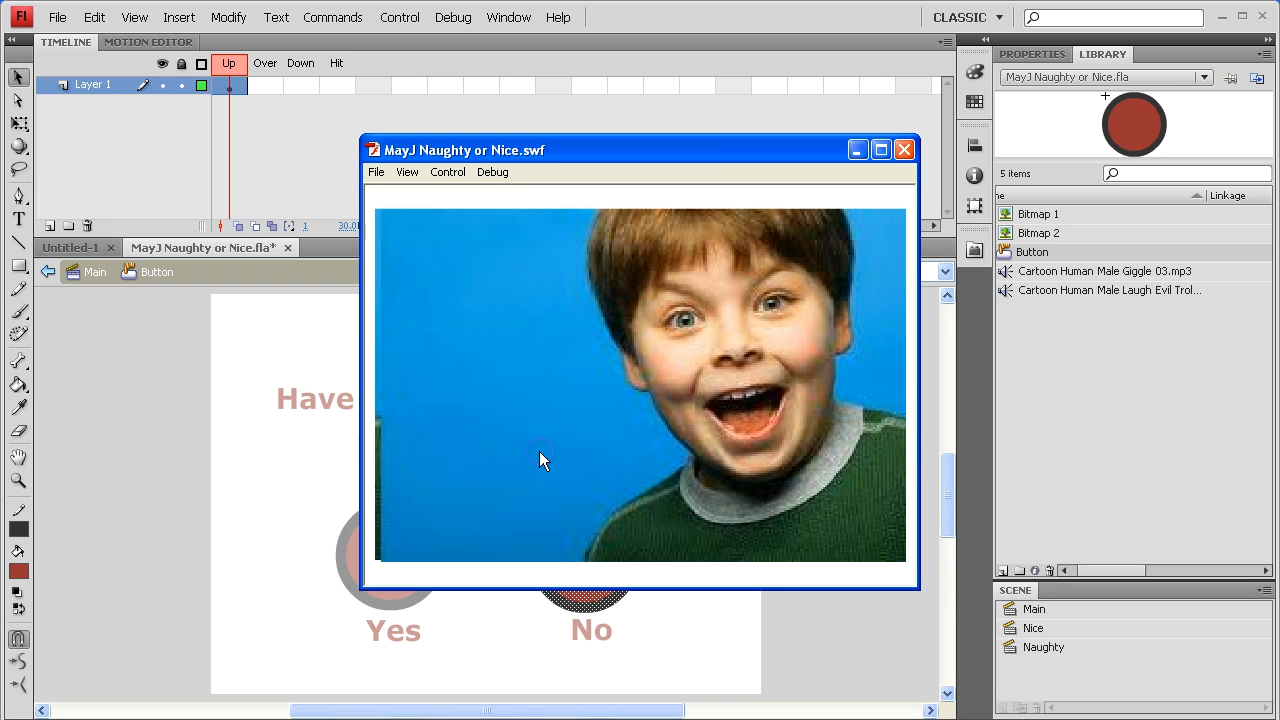 Fl File Edit View Insert Modify Text Commands Control Debug Window Help CLASSIC
TIMELINE MOTION EDITOR
PROPERTIES LIBRARY
Up Over Down Hit
MayJ Naughty or Nice.fla
Layer 1
MayJ Naughty or Nice.swf
File View Control Debug
5 items
Linkage
Bitmap 1
Bitmap 2
Button
Cartoon Human Male Giggle 03.mp3
Cartoon Human Male Laugh Evil Trol...
1 30.0
Untitled-1 MayJ Naughty or Nice.fla*
Main Button
Have
Yes No
SCENE
Main
Nice
Naughty